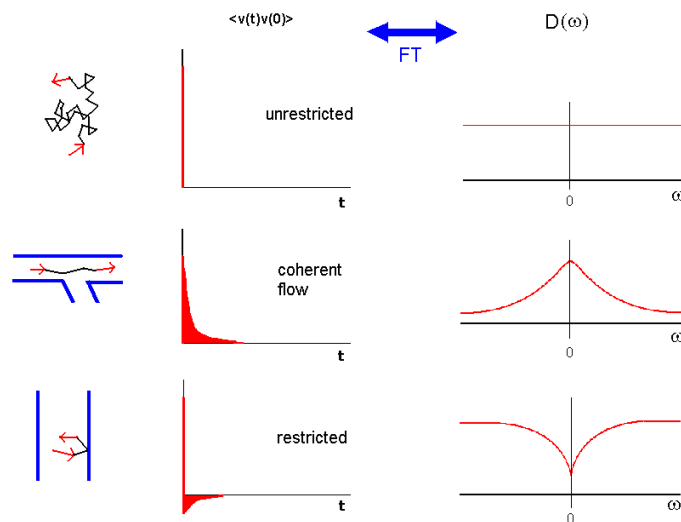 <v(t)v(0)>
FT
D(ω)
unrestricted
t
0
ω
coherent
flow
t
0
ω
restricted
t
0
ω